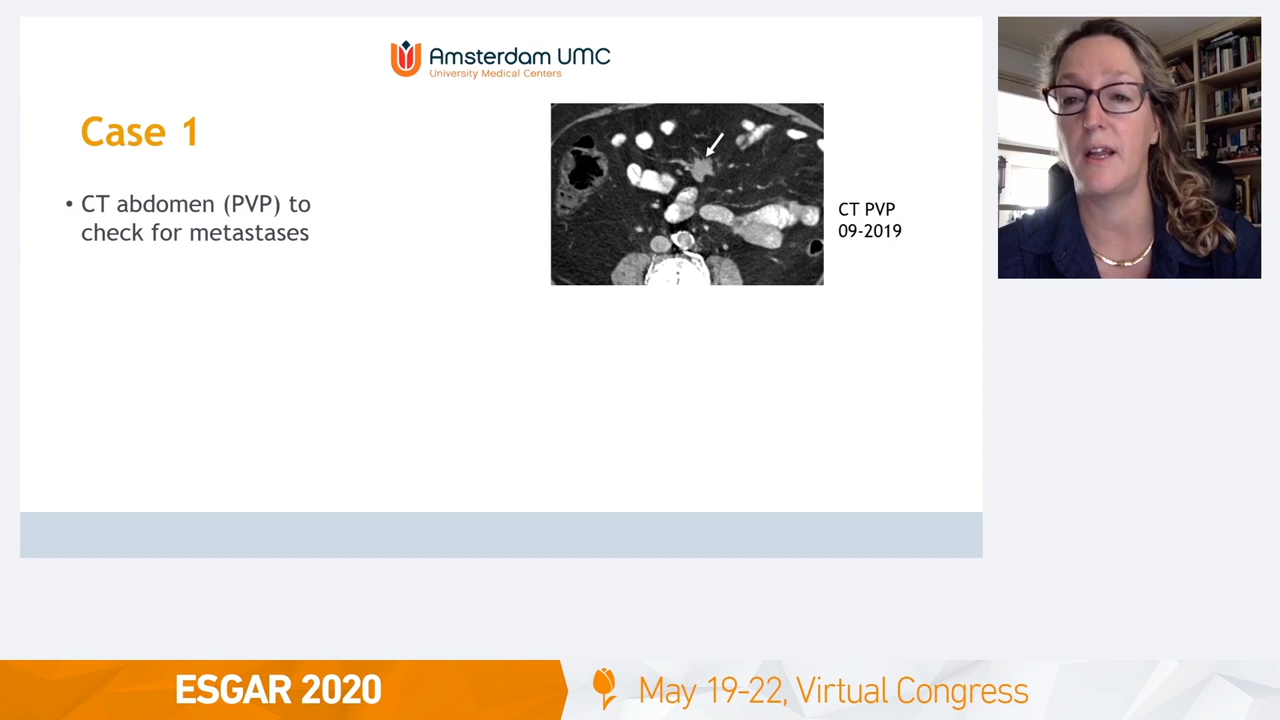 Amsterdam UMC
University Medical Centers
Case 1
• CT abdomen (PVP) to
check for metastases
CT PVP
09-2019
ESGAR 2020
May 19-22, Virtual Congress